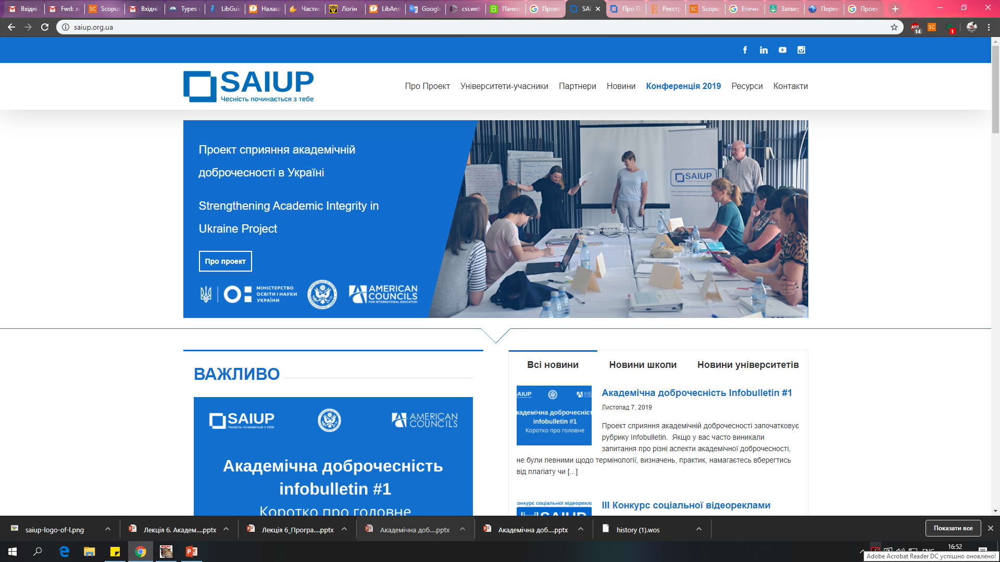 Вхідні
Fwd: л
Scopus
Вхідні
Types c
LibGui
Налаш
Частин
Логін
LibAns
Google
csi.web
Панел
Проек
SAI
Про П
Реєстр
Scopus
Етичні
Затвер
Перев
Проек
saiup.org.ua
14
SC
1
SAIUP
Чесність починається з тебе
Про Проект
Університети-учасники
Партнери
Новини
Конференція 2019
Ресурси
Контакти
Проект сприяння академічній
доброчесності в Україні
Strengthening Academic Integrity in
Ukraine Project
Про проект
МІНІСТЕРСТВО
ОСВІТИ І НАУКИ
УКРАЇНИ
AMERICAN
COUNCILS
FOR INTERNATIONAL EDUCATION
SAIUP
ВАЖЛИВО
SAIUP
Чесність починається з тебе
AMERICAN
COUNCILS
Академічна доброчесність
infobulletin #1
Коротко про головне
Всі новини
Новини школи
Новини університетів
AIUP
кадемічна доброчесніст
infobulletin #1
Коротко про головне
Академічна доброчесність Infobulletin #1
Листопад 7, 2019
Проект сприяння академічній доброчесності започатковує
рубрику Infobulletin.  Якщо у вас часто виникали
запитання про різні аспекти академічної доброчесності,
не були певними щодо термінології, визначень, практик, намагаєтесь вберегтись
від плагіату чи [...]
онкурс соціальної відеорекла
SAIUP
ІІІ Конкурс соціальної відеореклами
saiup-logo-of-l.png
Лекція 6. Академ....pptx
Лекція 6_Програ....pptx
Академічна доб....pptx
Академічна доб....pptx
history (1).wos
Показати все
16:52
Adobe Acrobat Reader DC успішно оновлено!